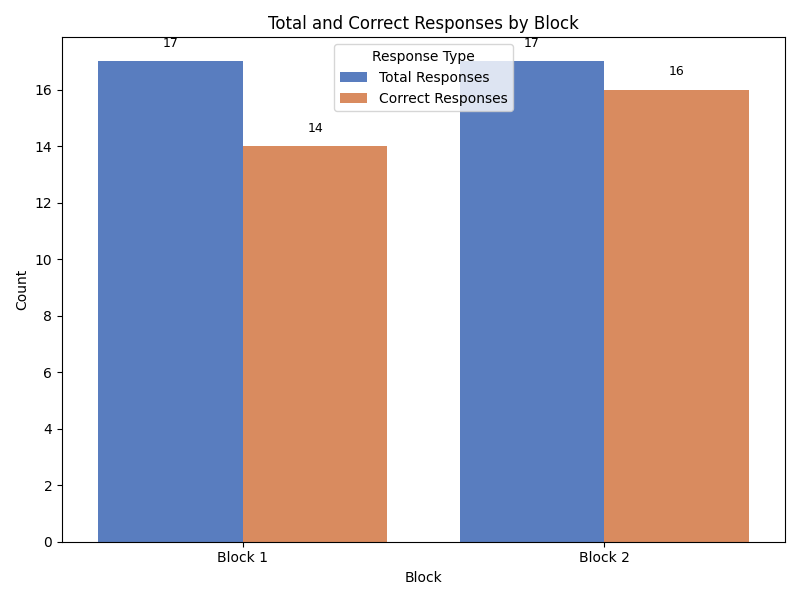 Total and Correct Responses by Block
17
17
Response Type
Total Responses
Correct Responses
16
14
16
14
12
10
8
6
4
2
0
Count
Block 1
Block 2
Block